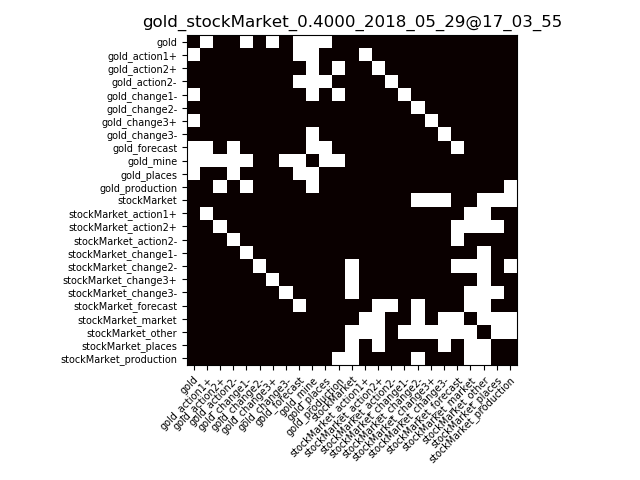 gold_stockMarket_0.4000_2018_05_29@17_03_55
gold
gold_action1+
gold_action2+
gold_action2-
gold_change1-
gold_change2-
gold_change3+
gold_change3-
gold_forecast
gold_mine
gold_places
gold_production
stockMarket
stockMarket_action1+
stockMarket_action2+
stockMarket_action2-
stockMarket_change1-
stockMarket_change2-
stockMarket_change3+
stockMarket_change3-
stockMarket_forecast
stockMarket_market
stockMarket_other
stockMarket_places
stockMarket_production
gold
gold_action1+
gold_action2+
gold_action2-
gold_change1-
gold_change2-
gold_change3+
gold_change3-
gold_forecast
gold_mine
gold_places
gold_production
stockMarket
stockMarket_action1+
stockMarket_action2+
stockMarket_action2-
stockMarket_change1-
stockMarket_change2-
stockMarket_change3+
stockMarket_change3-
stockMarket_forecast
stockMarket_market
stockMarket_other
stockMarket_places
stockMarket_production